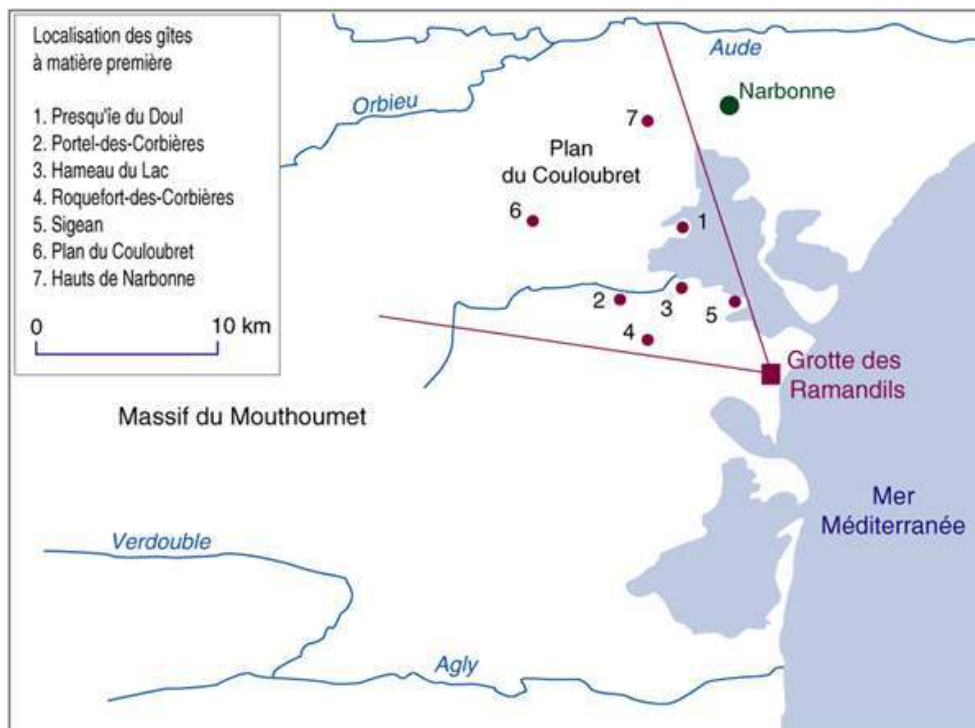 Localisation des gîtes
à matière première
1. Presqu'îe du Doul
2. Portel-des-Corbières
3. Hameau du Lac
4. Roquefort-des-Corbières
5. Sigean
6. Plan du Couloubret
7. Hauts de Narbonne
0 10 km
Aude
Orbieu
Narbonne
7
Plan
du Couloubret
6
1
2
3
5
4
Grotte des
Ramandils
Massif du Mouthoumet
Mer
Méditerranée
Verdouble
Agly